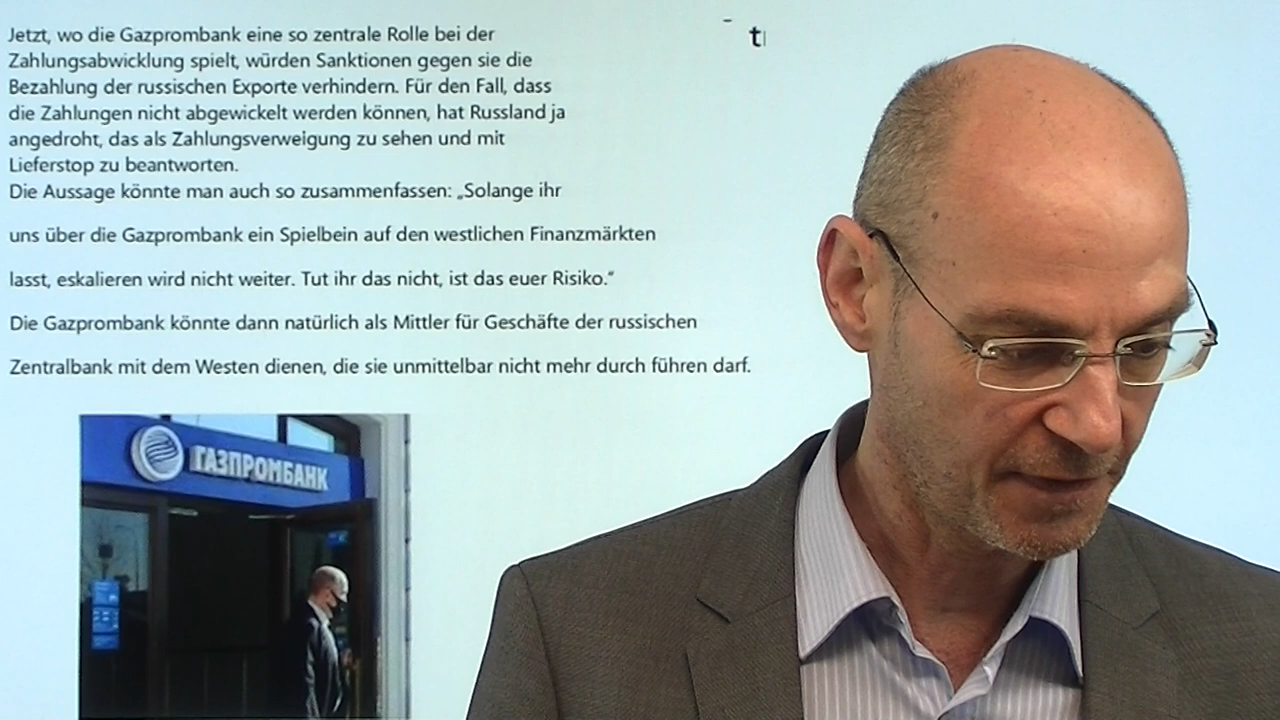 Jetzt, wo die Gazprombank eine so zentrale Rolle bei der
Zahlungsabwicklung spielt, würden Sanktionen gegen sie die
Bezahlung der russischen Exporte verhindern. Für den Fall, dass
die Zahlungen nicht abgewickelt werden können, hat Russland ja
angedroht, das als Zahlungsverweigung zu sehen und mit
Lieferstop zu beantworten.
Die Aussage könnte man auch so zusammenfassen: „Solange ihr
uns über die Gazprombank ein Spielbein auf den westlichen Finanzmärkten
lasst, eskalieren wird nicht weiter. Tut ihr das nicht, ist das euer Risiko.“
Die Gazprombank könnte dann natürlich als Mittler für Geschäfte der russischen
Zentralbank mit dem Westen dienen, die sie unmittelbar nicht mehr durch führen darf.
t
ГАЗПРОМБАНК